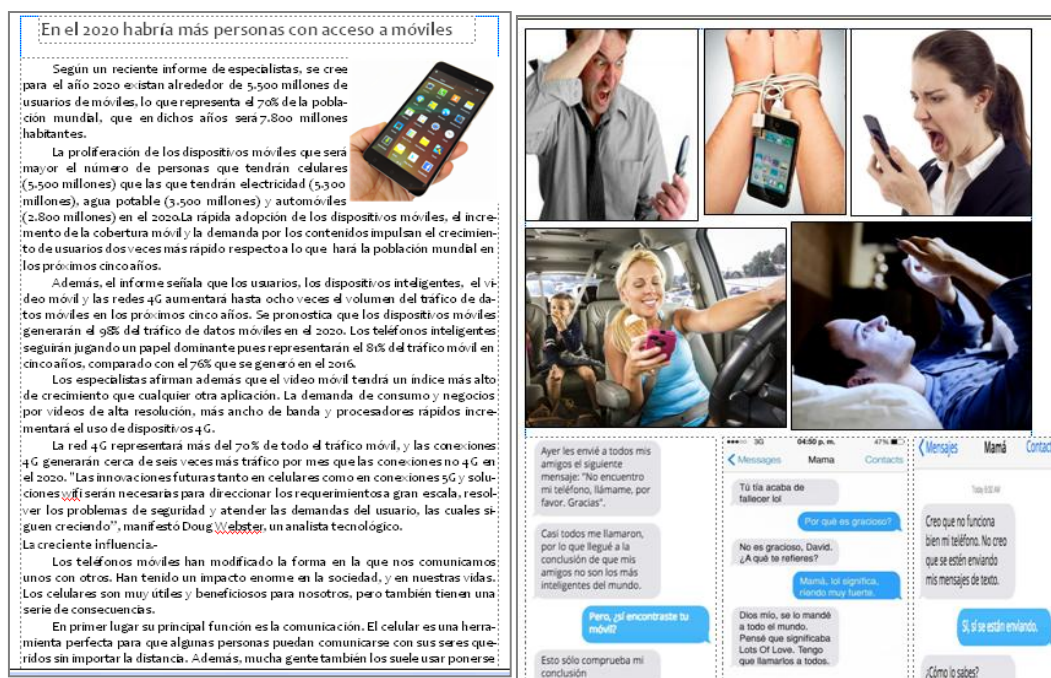 En el 2020 habría más personas con acceso a móviles
Según un reciente informe de especialistas, se cree
para el año 2020 existan alrededor de 5.500 millones de
usuarios de móviles, lo que representa el 70% de la pobla-
ción mundial, que en dichos años será 7.800 millones
habitantes.
La proliferación de los dispositivos móviles que será
mayor el número de personas que tendrán celulares
(5.500 millones) que las que tendrán electricidad (5.300
millones), agua potable (3.500 millones) y automóviles
(2.800 millones) en el 2020.La rápida adopción de los dispositivos móviles, el incre-
mento de la cobertura móvil y la demanda por los contenidos impulsan el crecimien-
to de usuarios dos veces más rápido respecto a lo que hará la población mundial en
los próximos cinco años.
Además, el informe señala que los usuarios, los dispositivos inteligentes, el vi-
deo móvil y las redes 4G aumentará hasta ocho veces el volumen del tráfico de da-
tos móviles en los próximos cinco años. Se pronostica que los dispositivos móviles
generarán el 98% del tráfico de datos móviles en el 2020. Los teléfonos inteligentes
seguirán jugando un papel dominante pues representarán el 81% del tráfico móvil en
cinco años, comparado con el 76% que se generó en el 2016.
Los especialistas afirman además que el video móvil tendrá un índice más alto
de crecimiento que cualquier otra aplicación. La demanda de consumo y negocios
por videos de alta resolución, más ancho de banda y procesadores rápidos incre-
mentará el uso de dispositivos 4G.
La red 4G representará más del 70% de todo el tráfico móvil, y las conexiones
4G generarán cerca de seis veces más tráfico por mes que las conexiones no 4G en
el 2020. "Las innovaciones futuras tanto en celulares como en conexiones 5G y solu-
ciones wifi serán necesarias para direccionar los requerimientos a gran escala, resol-
ver los problemas de seguridad y atender las demandas del usuario, las cuales si-
guen creciendo", manifestó Doug Webster, un analista tecnológico.
La creciente influencia.-
Los teléfonos móviles han modificado la forma en la que nos comunicamos
unos con otros. Han tenido un impacto enorme en la sociedad, y en nuestras vidas.
Los celulares son muy útiles y beneficiosos para nosotros, pero también tienen una
serie de consecuencias.
En primer lugar su principal función es la comunicación. El celular es una herra-
mienta perfecta para que algunas personas puedan comunicarse con sus seres que-
ridos sin importar la distancia. Además, mucha gente también los suele usar ponerse
Ayer les envié a todos mis
amigos el siguiente
mensaje: "No encuentro
mi teléfono, llámame, por
favor. Gracias".
Casi todos me llamaron,
por lo que llegué a la
conclusión de que mis
amigos no son los más
inteligentes del mundo.
Pero, ¿sí encontraste tu
móvil?
Esto sólo comprueba mi
conclusión
3G 04:50 p. m. 47%
Messages Mama Contacts
Tú tía acaba de
fallecer lol
Por qué es gracioso?
No es gracioso, David.
¿A qué te refieres?
Mamá, lol significa,
riendo muy fuerte.
Dios mío, se lo mandé
a todo el mundo.
Pensé que significaba
Lots Of Love. Tengo
que llamarlos a todos.
Mensajes Mamá Contact
Today
Creo que no funciona
bien mi teléfono. No creo
que se estén enviando
mis mensajes de texto.
Sí, sí se están enviando.
¿Cómo lo sabes?